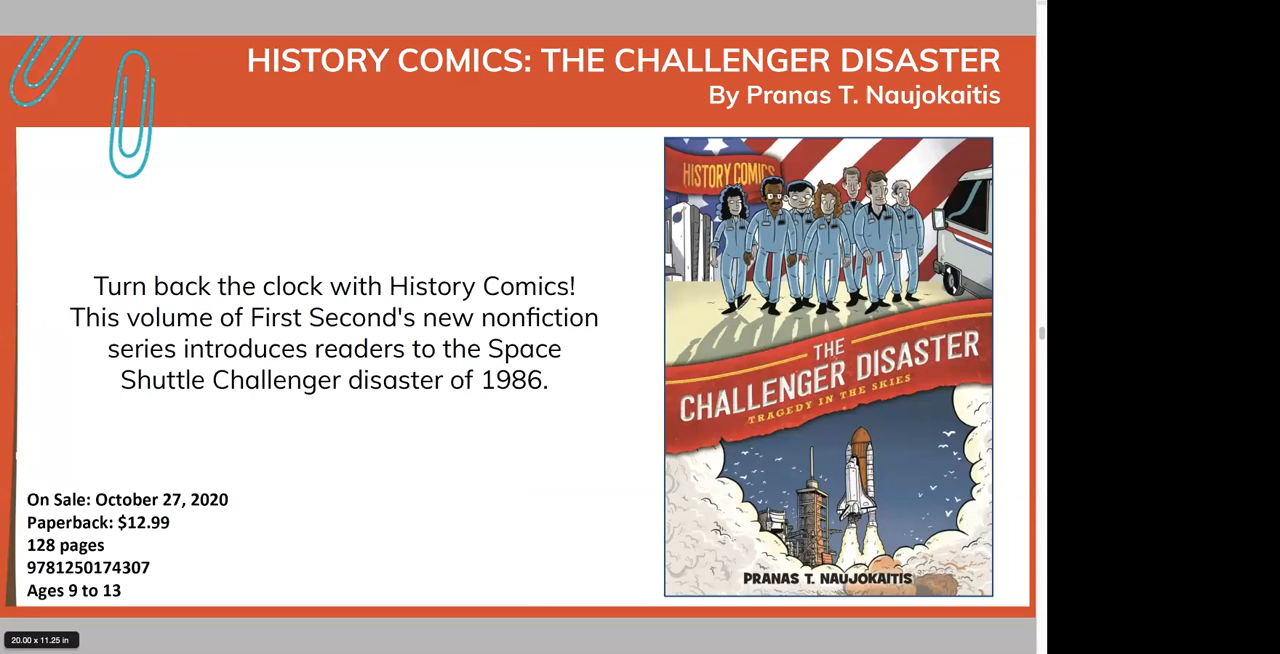 HISTORY COMICS: THE CHALLENGER DISASTER
By Pranas T. Naujokaitis
HISTORY COMICS
Turn back the clock with History Comics!
This volume of First Second's new nonfiction
series introduces readers to the Space
Shuttle Challenger disaster of 1986.
THE
CHALLENGER DISASTER
TRAGEDY IN THE SKIES
PRANAS T. NAUJOKAITIS
On Sale: October 27, 2020
Paperback: $12.99
128 pages
9781250174307
Ages 9 to 13
20.00 x 11.25 in